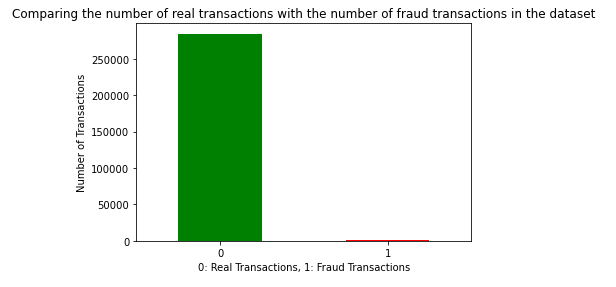 Comparing the number of real transactions with the number of fraud transactions in the dataset
250000
200000
150000
100000
50000
0
Number of Transactions
0 1
0: Real Transactions, 1: Fraud Transactions